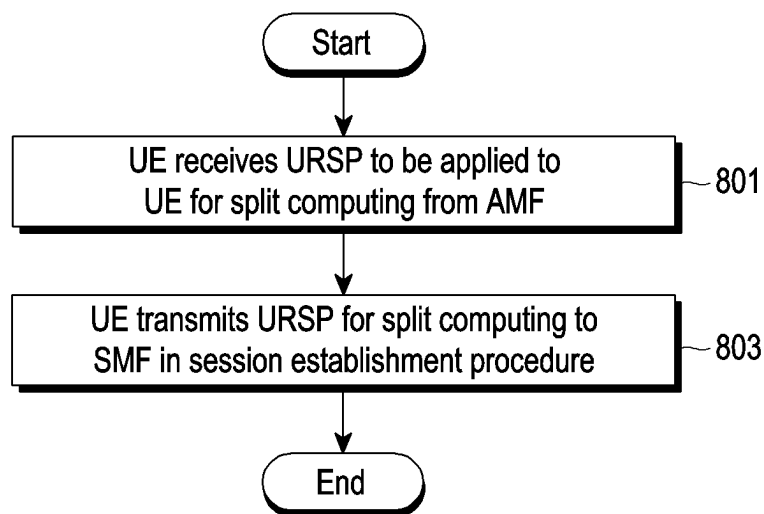 Start
UE receives URSP to be applied to
UE for split computing from AMF
801
UE transmits URSP for split computing to
SMF in session establishment procedure
803
End